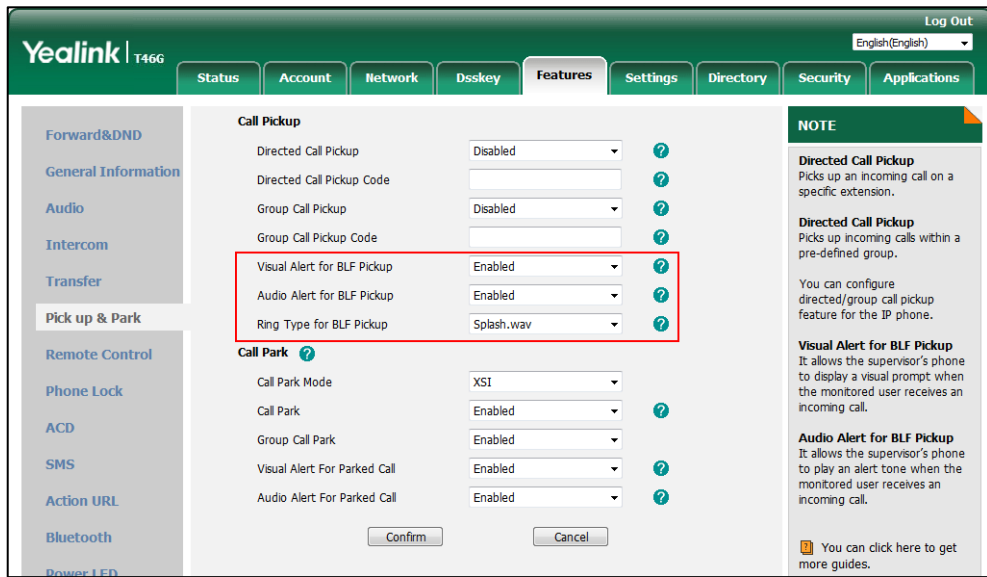 Log Out
Yealink | T46G
English(English)
Status Account Network Dsskey Features Settings Directory Security Applications
Forward&DND
General Information
Audio
Intercom
Transfer
Pick up & Park
Remote Control
Phone Lock
ACD
SMS
Action URL
Bluetooth
Power LED
Call Pickup
Directed Call Pickup Disabled ?
Directed Call Pickup Code ?
Group Call Pickup Disabled ?
Group Call Pickup Code ?
Visual Alert for BLF Pickup Enabled ?
Audio Alert for BLF Pickup Enabled ?
Ring Type for BLF Pickup Splash.wav ?
Call Park ?
Call Park Mode XSI
Call Park Enabled ?
Group Call Park Enabled
Visual Alert For Parked Call Enabled ?
Audio Alert For Parked Call Enabled ?
Confirm Cancel
NOTE
Directed Call Pickup
Picks up an incoming call on a
specific extension.
Directed Call Pickup
Picks up incoming calls within a
pre-defined group.
You can configure
directed/group call pickup
feature for the IP phone.
Visual Alert for BLF Pickup
It allows the supervisor's phone
to display a visual prompt when
the monitored user receives an
incoming call.
Audio Alert for BLF Pickup
It allows the supervisor's phone
to play an alert tone when the
monitored user receives an
incoming call.
? You can click here to get
more guides.